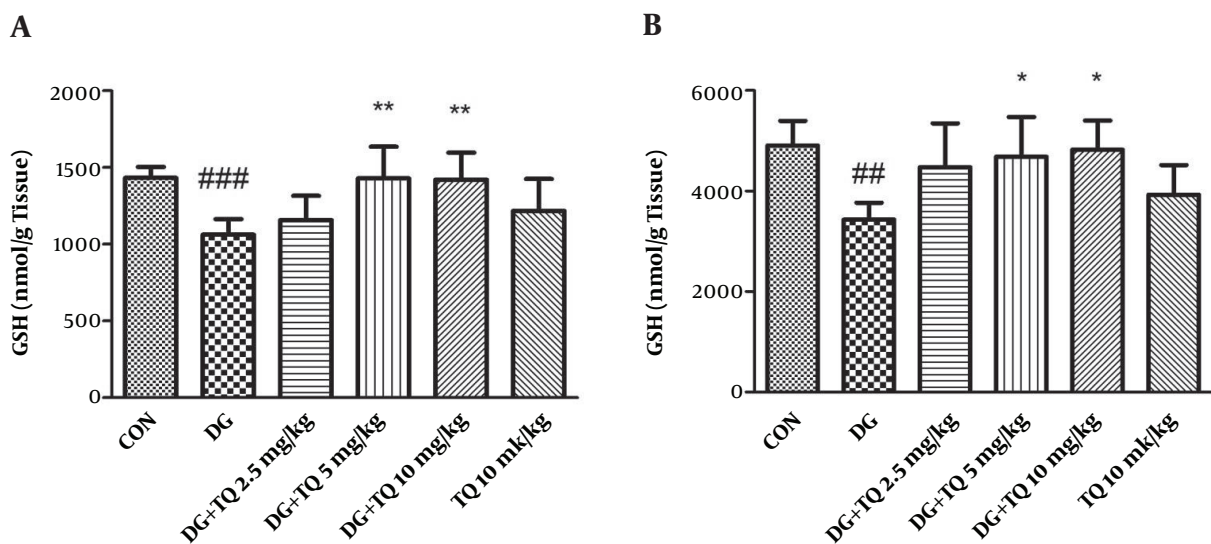 A
GSH (nmol/g Tissue)
2000
1500
1000
500
0
###
**
**
CON
DG
DG+TQ 2.5 mg/kg
DG+TQ 5 mg/kg
DG+TQ 10 mg/kg
TQ 10 mk/kg
B
GSH (nmol/g Tissue)
6000
4000
2000
0
##
*
*
CON
DG
DG+TQ 2.5 mg/kg
DG+TQ 5 mg/kg
DG+TQ 10 mg/kg
TQ 10 mk/kg